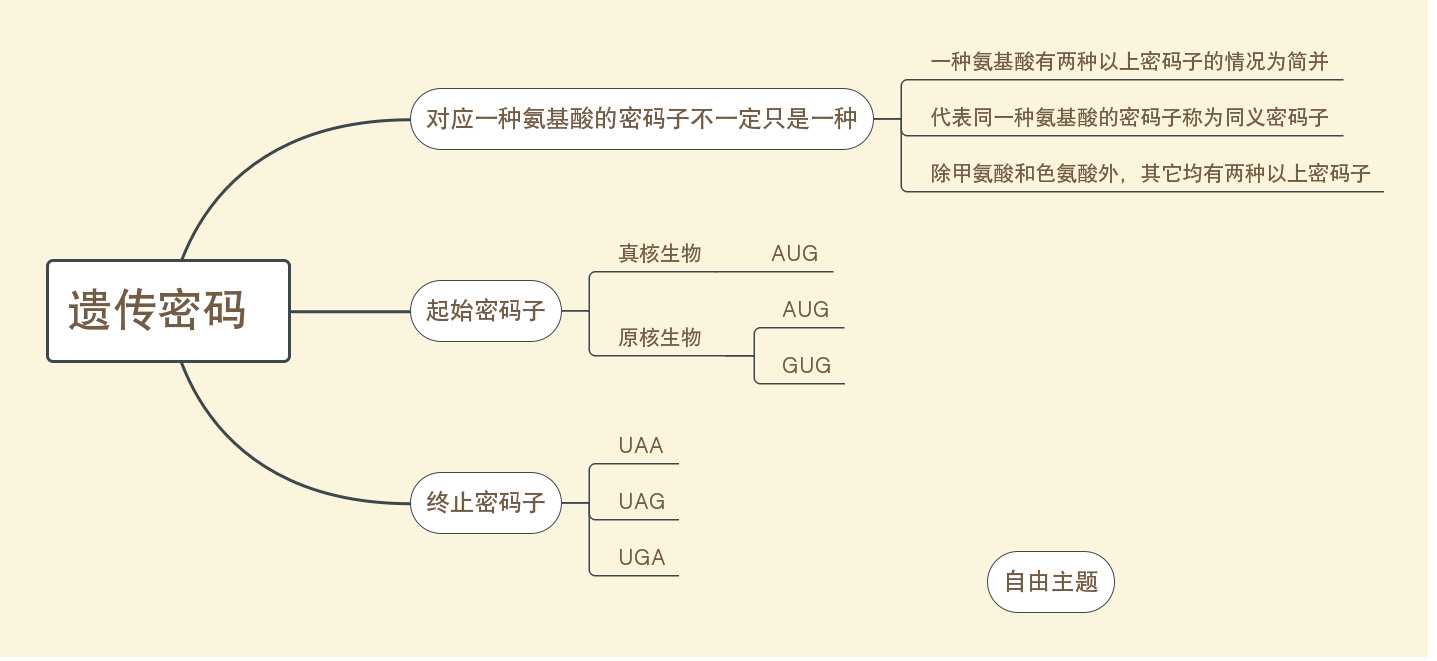 遗传密码
对应一种氨基酸的密码子不一定只是一种
一种氨基酸有两种以上密码子的情况为简并
代表同一种氨基酸的密码子称为同义密码子
除甲氨酸和色氨酸外，其它均有两种以上密码子
起始密码子
真核生物
AUG
原核生物
AUG
GUG
终止密码子
UAA
UAG
UGA
自由主题